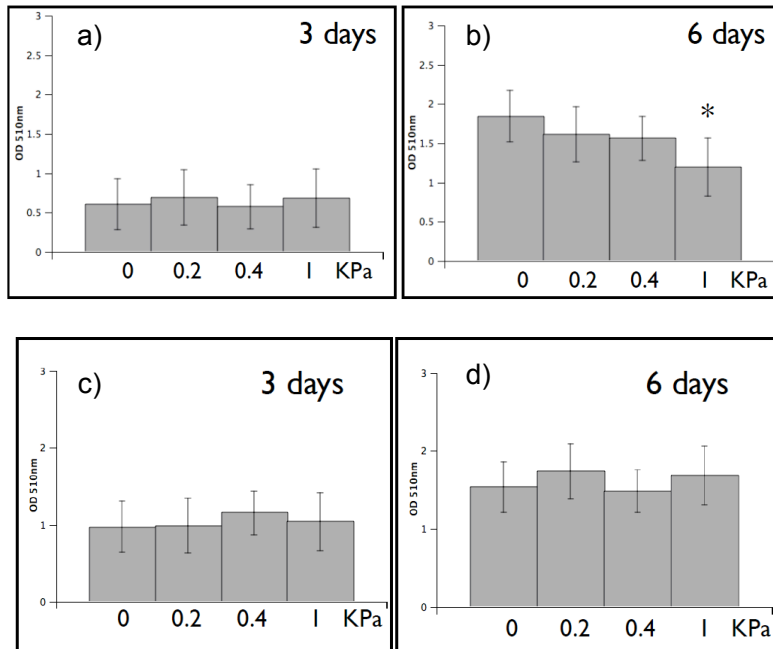 a) 3 days
3
2.5
2
1.5
1
0.5
0
OD 510nm
0 0.2 0.4 1 KPa
b) 6 days
3
2.5
2
1.5
1
0.5
0
OD 510nm
*
0 0.2 0.4 1 KPa
c) 3 days
3
2
1
0
OD 510nm
0 0.2 0.4 1 KPa
d) 6 days
3
2
1
0
OD 510nm
0 0.2 0.4 1 KPa